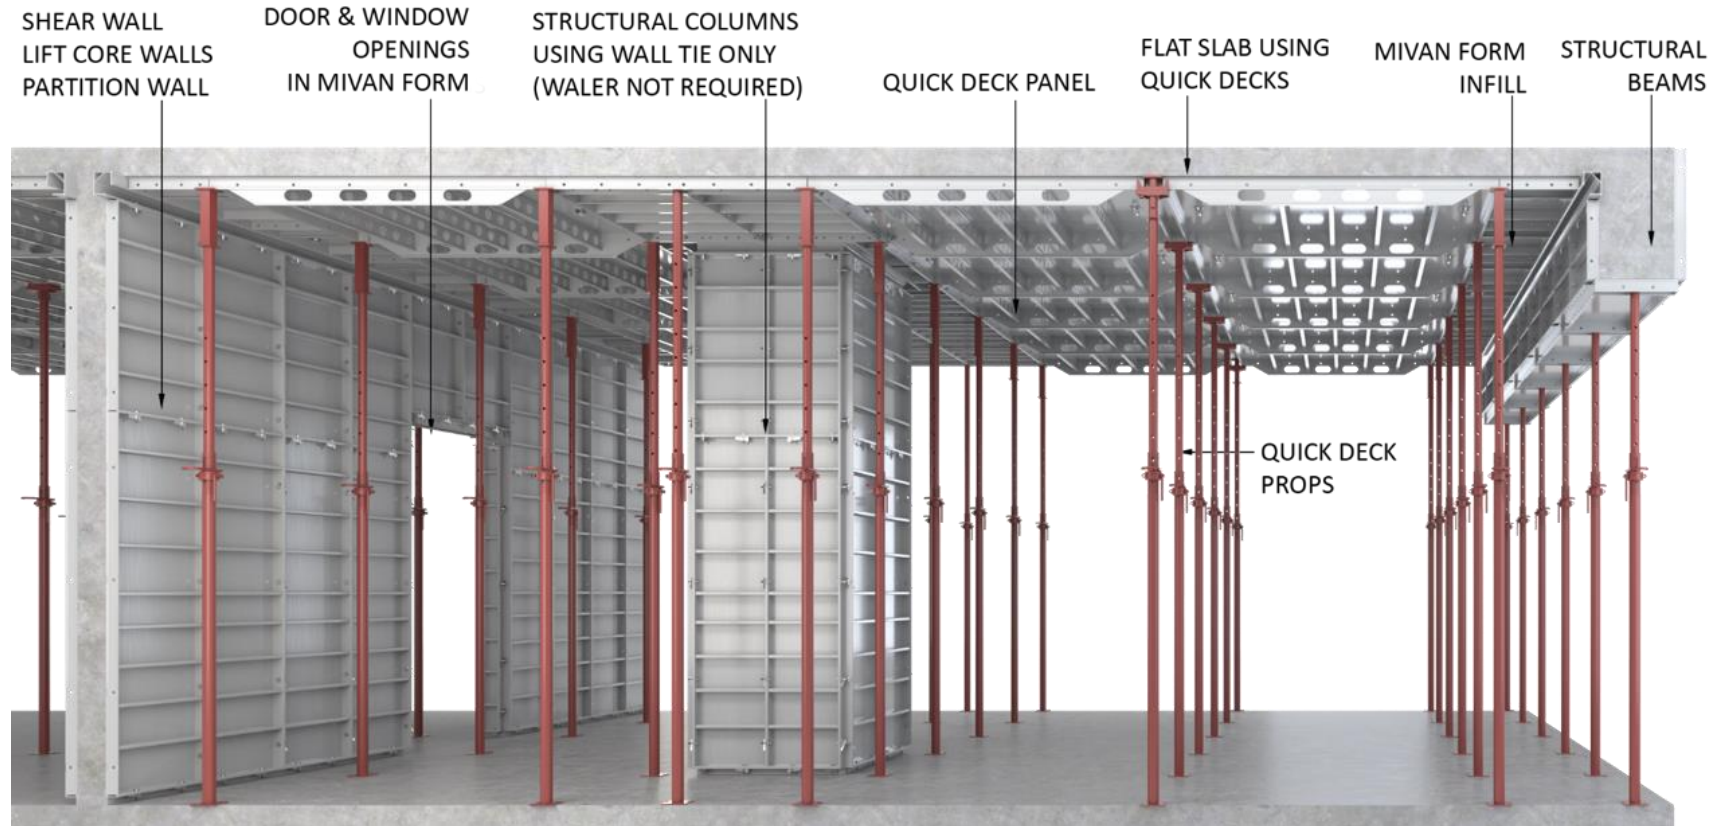 SHEAR WALL
LIFT CORE WALLS
PARTITION WALL
DOOR & WINDOW
OPENINGS
IN MIVAN FORM
STRUCTURAL COLUMNS
USING WALL TIE ONLY
(WALER NOT REQUIRED)
QUICK DECK PANEL
FLAT SLAB USING
QUICK DECKS
MIVAN FORM
INFILL
STRUCTURAL
BEAMS
QUICK DECK
PROPS